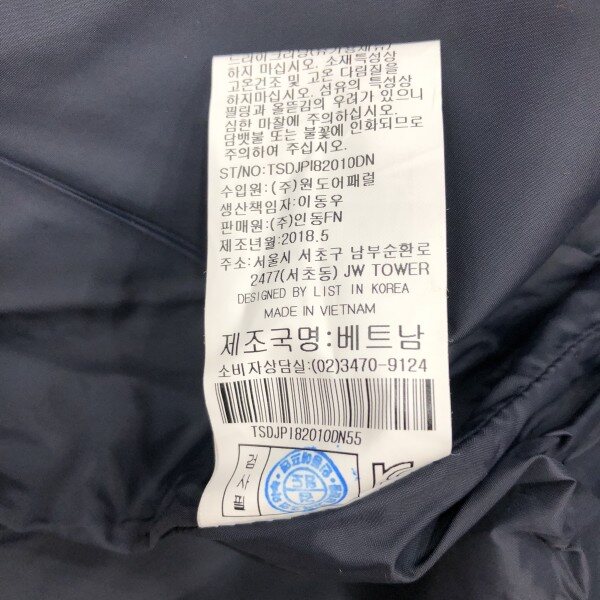 하지 마십시오. 소재특성상
고온건조 및 고온 다림질을
하지마십시오. 섬유의 특성상
필링과 올뜯김의 우려가 있으니
심한 마찰에 주의하십시오.
담뱃불 또는 불꽃에 인화되므로
주의하여 주십시오.
ST/NO:TSDJPI82010DN
수입원:(주)원도어패럴
생산책임자:이동우
판매원:(주)인동FN
제조년월:2018.5
주소:서울시 서초구 남부순환로
2477(서초동) JW TOWER
DESIGNED BY LIST IN KOREA
MADE IN VIETNAM
제조국명:베트남
소비자상담실:(02)3470-9124
TSDJPI82010DN55
검사